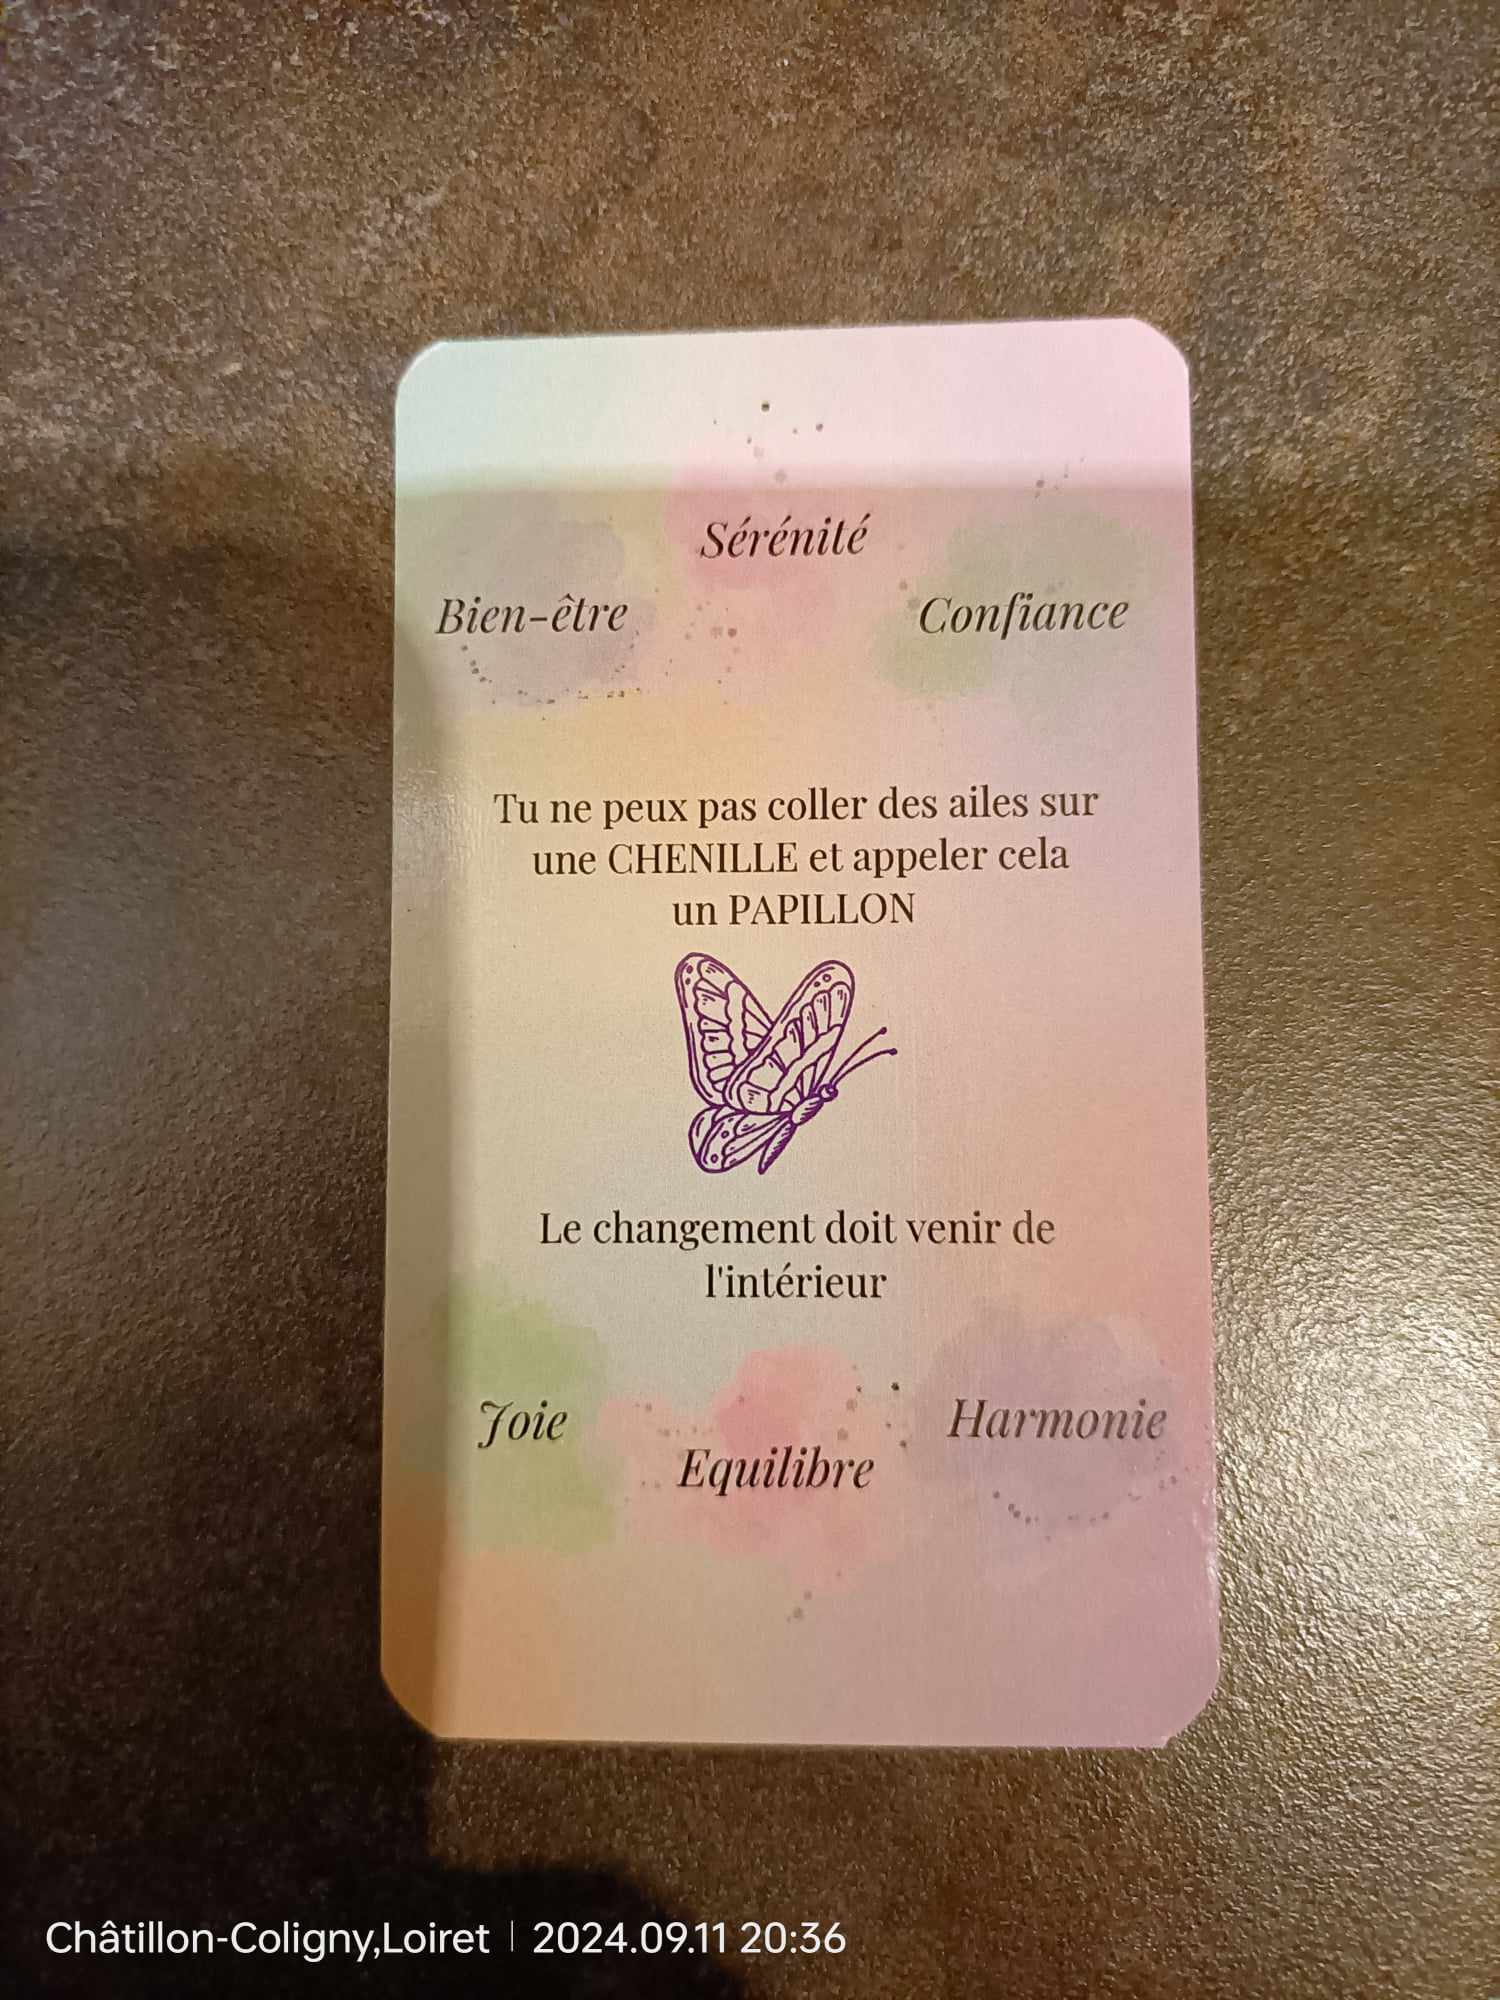 Sérénité
Bien-être
Confiance
Tu ne peux pas coller des ailes sur
une CHENILLE et appeler cela
un PAPILLON
Le changement doit venir de
l'intérieur
Joie
Harmonie
Equilibre
Châtillon-Coligny,Loiret | 2024.09.11 20:36